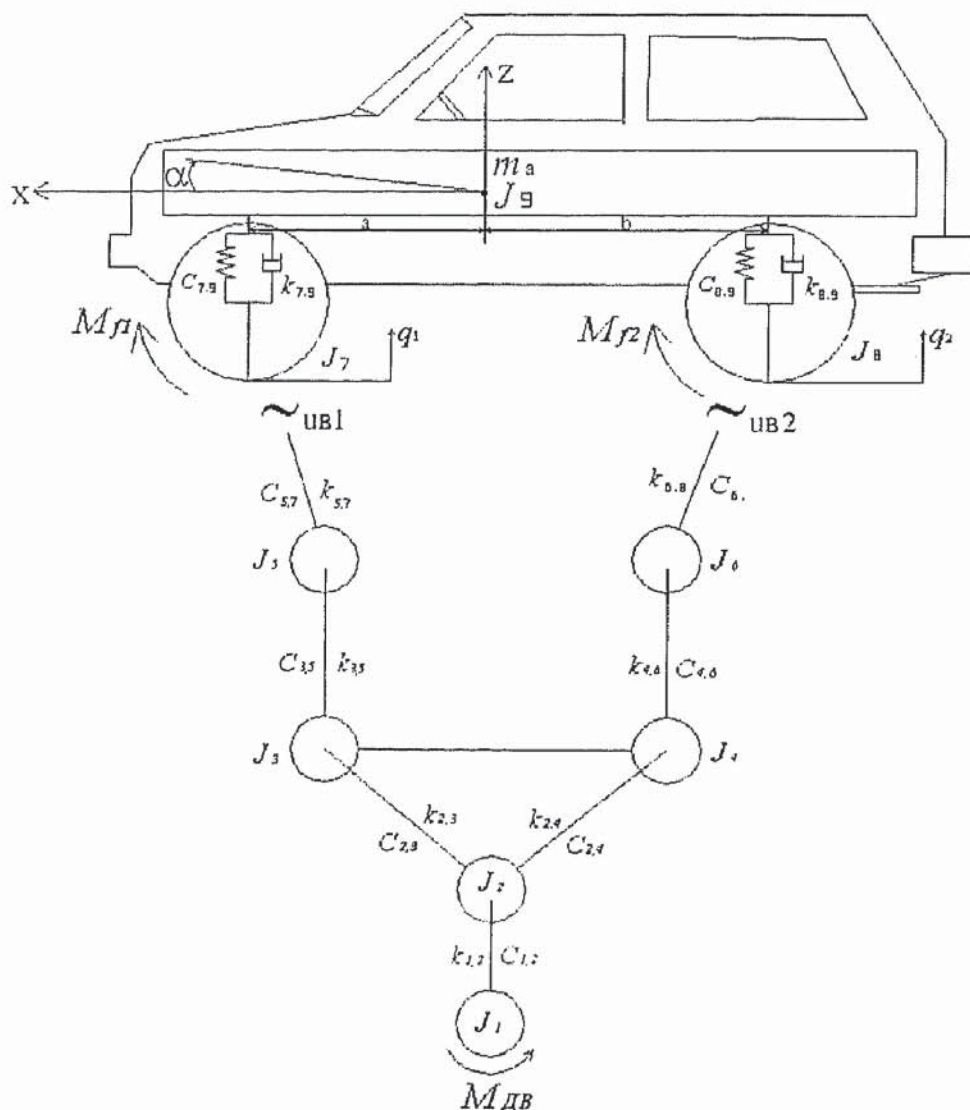 Z
α
X
m a
J 9
a
b
C 7.9
k 7.9
C 8.9
k 8.9
M f1
J 7
q 1
M f2
J 8
q 2
~ ИВ1
~ ИВ2
C 5,7
k 5,7
k 6.8
C 6.
J 5
J 6
C 3,5
k 3,5
k 4,6
C 4,6
J 3
J 4
k 2,3
C 2,3
k 2,4
C 2,4
J 2
k 1,2
C 1,2
J 1
M ДВ